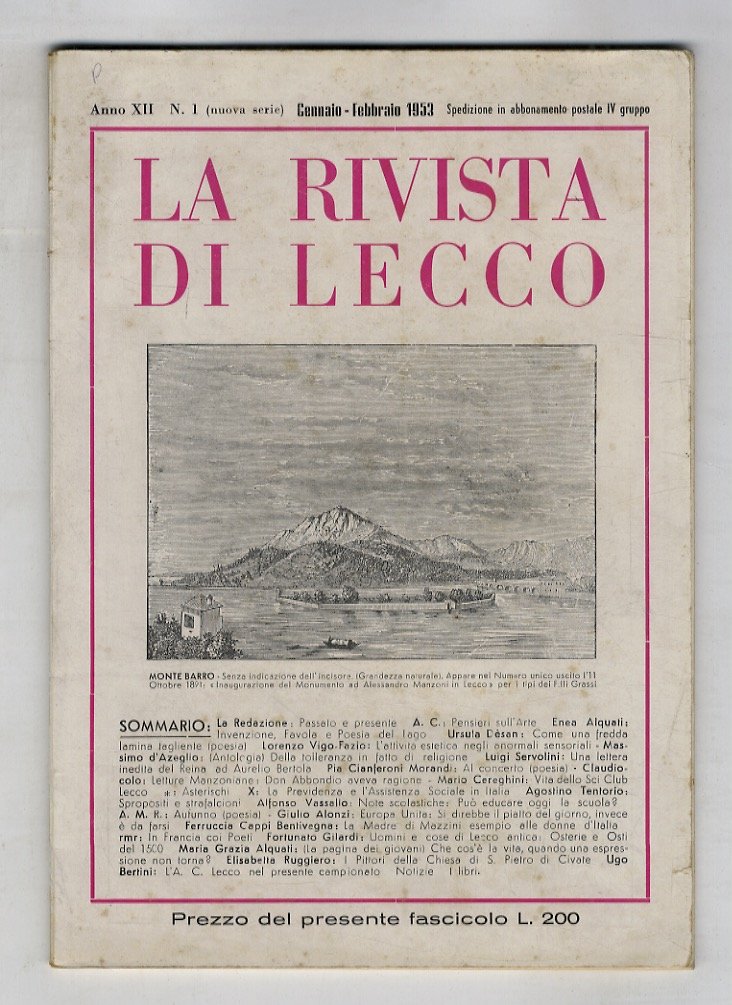 Anno XII N. 1 (nuova serie) Gennaio - Febbraio 1953 Spedizione in abbonamento postale IV gruppo
LA RIVISTA
DI LECCO
MONTE BARRO - Senza indicazione dell'incisore. (Grandezza naturale). Appare nel Numero unico uscito l'11
Ottobre 1891: «Inaugurazione del Monumento ad Alessandro Manzoni in Lecco» per i tipi dei F.lli Grassi
SOMMARIO: La Redazione: Passato e presente A. C.: Pensieri sull'Arte Enea Alquati:
Invenzione, Favola e Poesia del lago Ursula Dèsan: Come una fredda
lamina tagliente (poesia) Lorenzo Vigo-Fazio: L'attività estetica negli anormali sensoriali - Mas-
simo d'Azeglio: (Antologia) Della tolleranza in fatto di religione Luigi Servolini: Una lettera
inedita del Reina ad Aurelio Bertola Pia Cianferoni Morandi: Al concerto (poesia) - Claudio-
colo: Letture Manzoniane: Don Abbondio aveva ragione - Mario Cereghini: Vita dello Sci Club
Lecco *: Asterischi X: La Previdenza e l'Assistenza Sociale in Italia Agostino Tentorio:
Spropositi e strafalcioni Alfonso Vassallo: Note scolastiche: Può educare oggi la scuola?
A. M. R.: Autunno (poesia) - Giulio Alonzi: Europa Unita: Si direbbe il piatto del giorno, invece
è da farsi Ferruccia Cappi Bentivegna: La Madre di Mazzini esempio alle donne d'Italia
rmr: In Francia coi Poeti Fortunato Gilardi: Uomini e cose di Lecco antica: Osterie e Osti
del 1500 Maria Grazia Alquati: (La pagina dei giovani) Che cos'è la vita, quando una espres-
sione non torna? Elisabetta Ruggiero: I Pittori della Chiesa di S. Pietro di Civate Ugo
Bertini: L'A. C. Lecco nel presente campionato Notizie I libri.
Prezzo del presente fascicolo L. 200